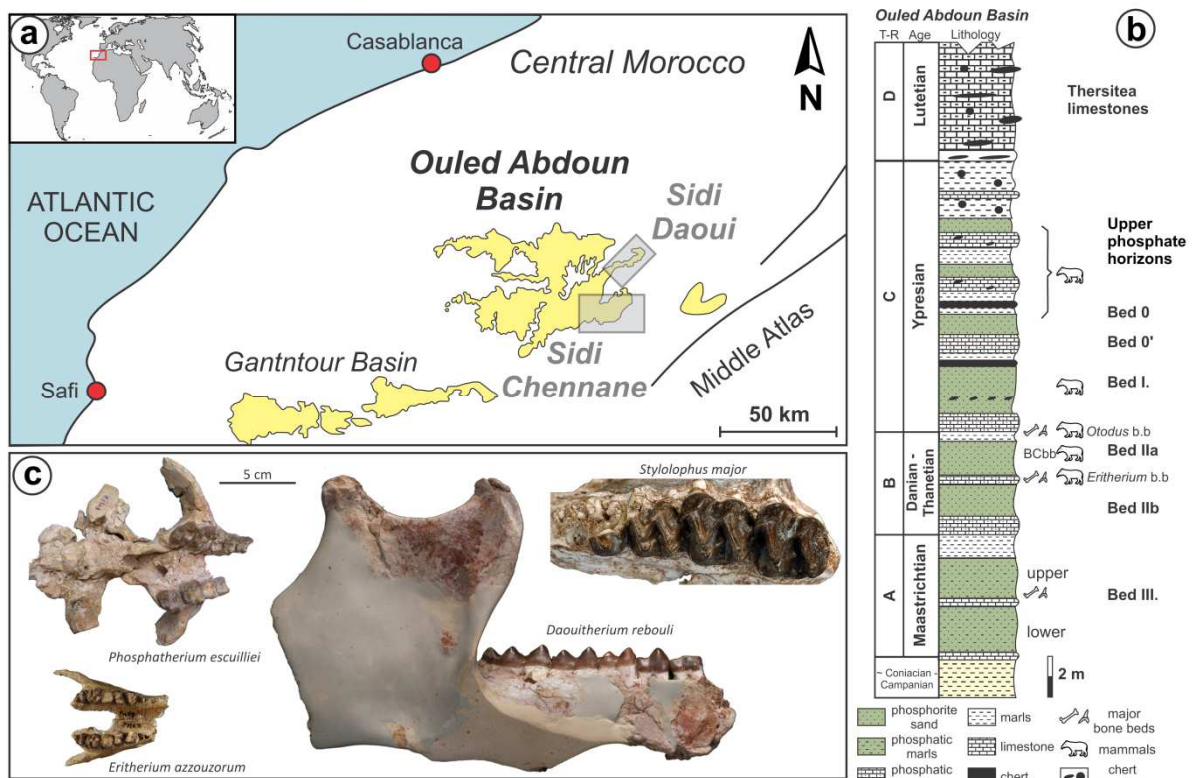 a
Casablanca
Central Morocco
N
Ouled Abdoun
Basin
Sidi
Daoui
ATLANTIC
OCEAN
Gantntour Basin
Sidi
Chennane
Middle Atlas
Safi
50 km
b
Ouled Abdoun Basin
T-R Age Lithology
D
Lutetian
Thersitea
limestones
C
Ypresian
Upper
phosphate
horizons
Bed 0
Bed 0'
Bed I.
Otodus b.b
B
Danian -
Thanetian
BCbb
Bed IIa
Eritherium b.b
Bed IIb
A
Maastrichtian
upper
Bed III.
lower
~ Coniacian -
Campanian
2 m
phosphorite
sand
marls
major
bone beds
phosphatic
marls
limestone
mammals
phosphatic
chert
chert
c
5 cm
Stylolophus major
Phosphatherium escuilliei
Daouitherium rebouli
Eritherium azzouzorum